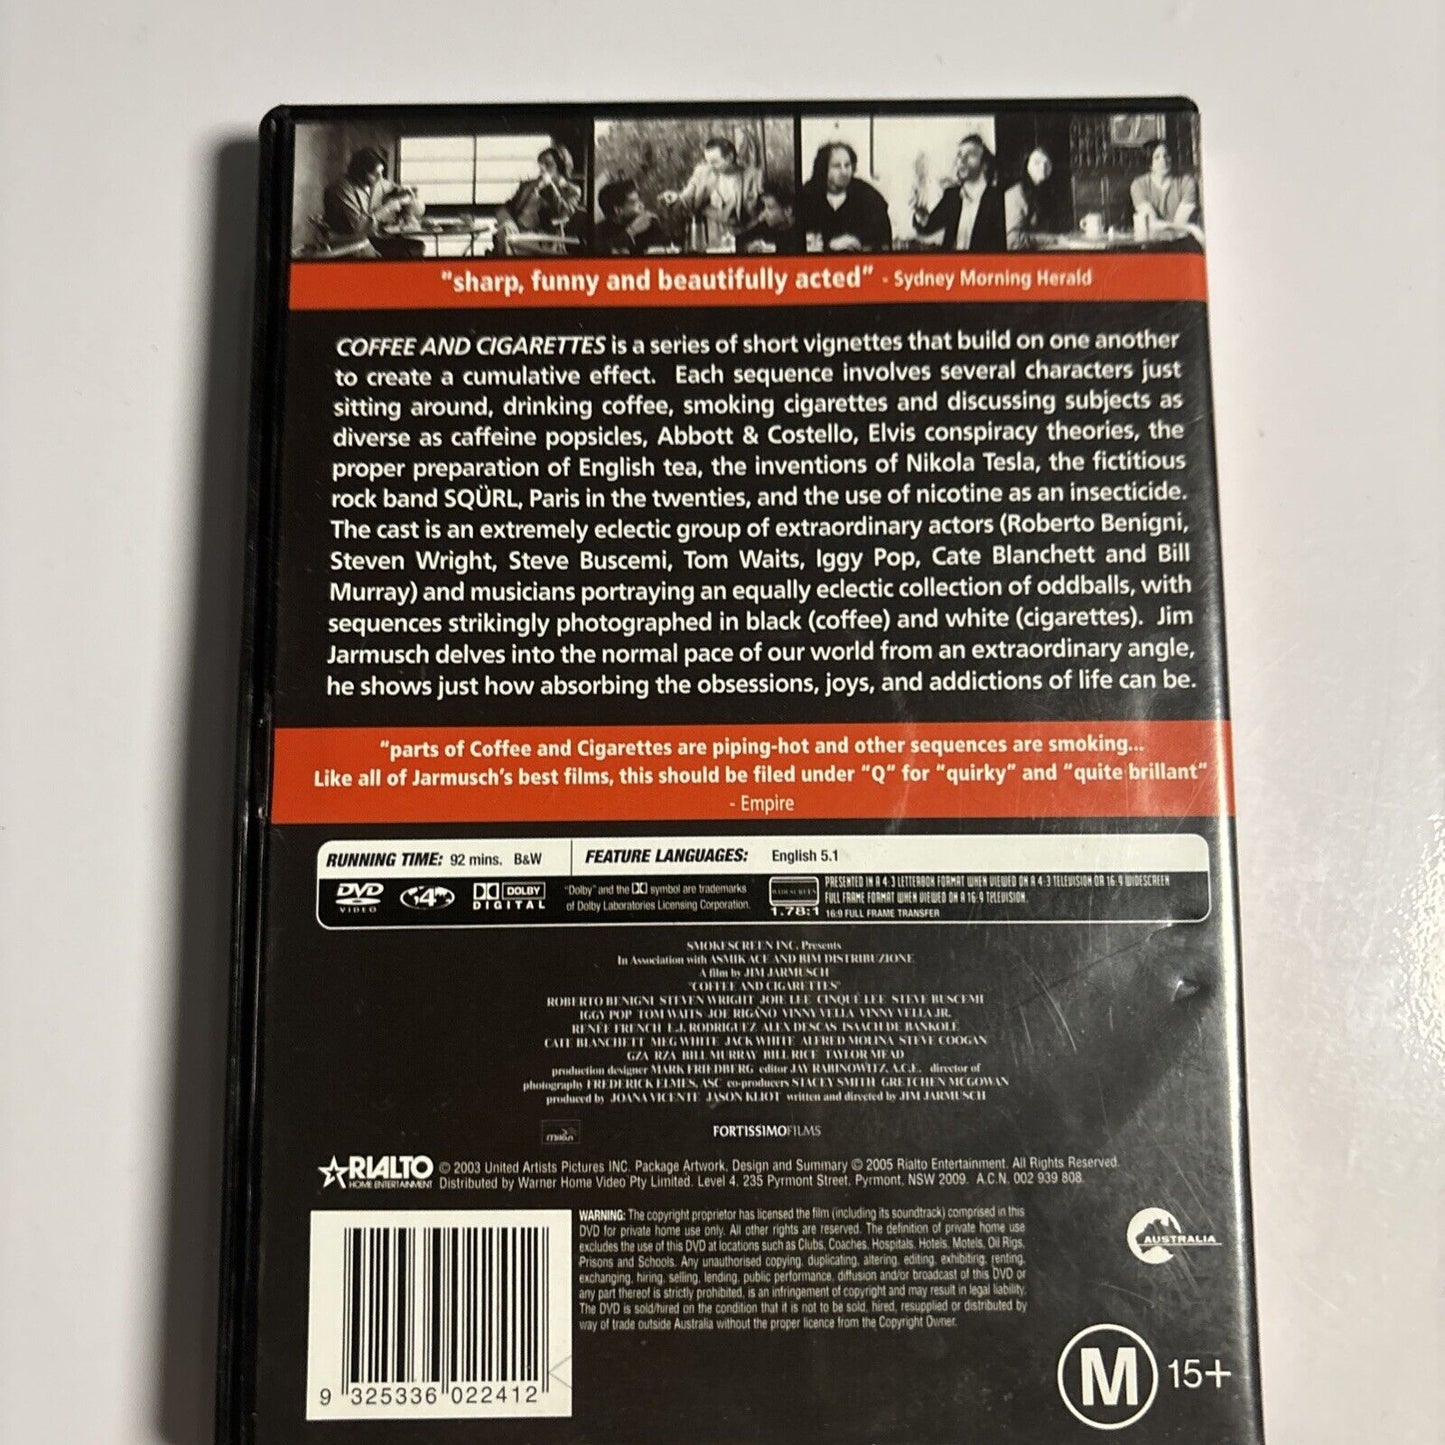 "sharp, funny and beautifully acted" - Sydney Morning Herald
COFFEE AND CIGARETTES is a series of short vignettes that build on one another
to create a cumulative effect. Each sequence involves several characters just
sitting around, drinking coffee, smoking cigarettes and discussing subjects as
diverse as caffeine popsicles, Abbott & Costello, Elvis conspiracy theories, the
proper preparation of English tea, the inventions of Nikola Tesla, the fictitious
rock band SQÜRL, Paris in the twenties, and the use of nicotine as an insecticide.
The cast is an extremely eclectic group of extraordinary actors (Roberto Benigni,
Steven Wright, Steve Buscemi, Tom Waits, Iggy Pop, Cate Blanchett and Bill
Murray) and musicians portraying an equally eclectic collection of oddballs, with
sequences strikingly photographed in black (coffee) and white (cigarettes). Jim
Jarmusch delves into the normal pace of our world from an extraordinary angle,
he shows just how absorbing the obsessions, joys, and addictions of life can be.
"parts of Coffee and Cigarettes are piping-hot and other sequences are smoking...
Like all of Jarmusch's best films, this should be filed under "Q" for "quirky" and "quite brillant"
- Empire
RUNNING TIME: 92 mins. B&W FEATURE LANGUAGES: English 5.1
DVD VIDEO
4
DOLBY DIGITAL
"Dolby" and the DD symbol are trademarks
of Dolby Laboratories Licensing Corporation.
WIDESCREEN
1.78:1
PRESENTED IN A 4:3 LETTERBOX FORMAT WHEN VIEWED ON A 4:3 TELEVISION OR 16:9 WIDESCREEN
FULL FRAME FORMAT WHEN VIEWED ON A 16:9 TELEVISION.
16:9 FULL FRAME TRANSFER
SMOKESCREEN INC. Presents
In Association with ASMIK ACE AND BIM DISTRIBUZIONE
A film by JIM JARMUSCH
"COFFEE AND CIGARETTES"
ROBERTO BENIGNI STEVEN WRIGHT JOIE LEE CINQUÉ LEE STEVE BUSCEMI
IGGY POP TOM WAITS JOE RIGANO VINNY VELLA VINNY VELLA JR.
RENÉE FRENCH E.J. RODRIGUEZ ALEX DESCAS ISAACH DE BANKOLÉ
CATE BLANCHETT MEG WHITE JACK WHITE ALFRED MOLINA STEVE COOGAN
GZA RZA BILL MURRAY BILL RICE TAYLOR MEAD
production designer MARK FRIEDBERG editor JAY RABINOWITZ, A.C.E. director of
photography FREDERICK ELMES, ASC co-producers STACEY SMITH GRETCHEN MCGOWAN
produced by JOANA VICENTE JASON KLIOT written and directed by JIM JARMUSCH
milan
FORTISSIMOFILMS
RIALTO
HOME ENTERTAINMENT
© 2003 United Artists Pictures INC. Package Artwork, Design and Summary © 2005 Rialto Entertainment. All Rights Reserved.
Distributed by Warner Home Video Pty Limited. Level 4, 235 Pyrmont Street, Pyrmont, NSW 2009. A.C.N. 002 939 808.
WARNING: The copyright proprietor has licensed the film (including its soundtrack) comprised in this
DVD for private home use only. All other rights are reserved. The definition of private home use
excludes the use of this DVD at locations such as Clubs, Coaches, Hospitals, Hotels, Motels, Oil Rigs,
Prisons and Schools. Any unauthorised copying, duplicating, altering, editing, exhibiting, renting,
exchanging, hiring, selling, lending, public performance, diffusion and/or broadcast of this DVD or
any part thereof is strictly prohibited, is an infringement of copyright and may result in legal liability.
The DVD is sold/hired on the condition that it is not to be sold, hired, resupplied or distributed by
way of trade outside Australia without the proper licence from the Copyright Owner.
AUSTRALIA
9 325336 022412
M 15+